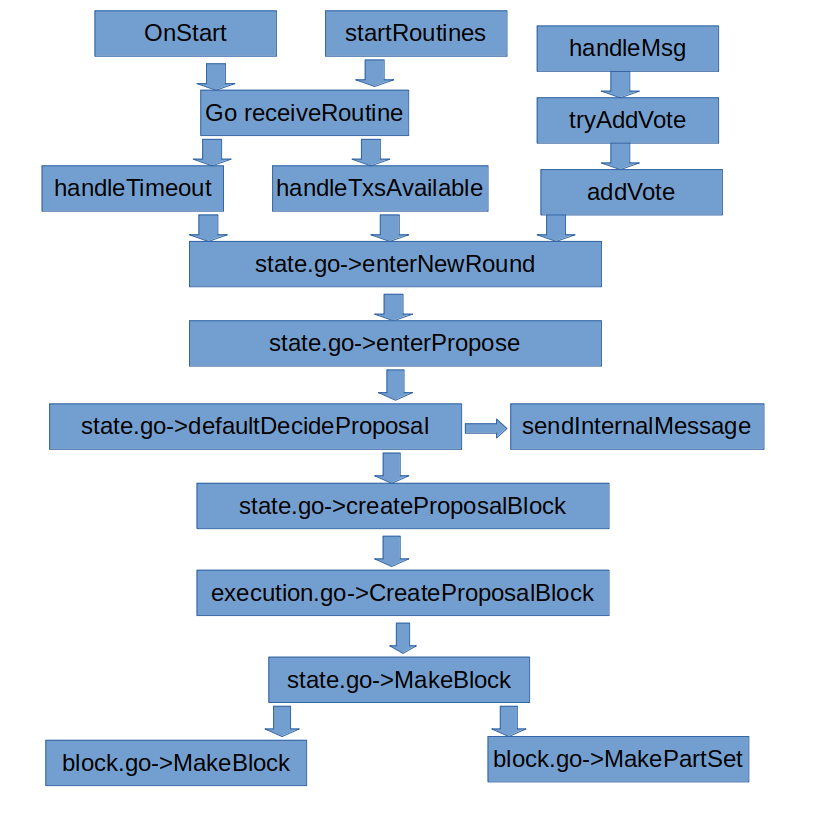 OnStart
startRoutines
handleMsg
Go receiveRoutine
tryAddVote
handleTimeout
handleTxsAvailable
addVote
state.go->enterNewRound
state.go->enterPropose
state.go->defaultDecideProposal
sendInternalMessage
state.go->createProposalBlock
execution.go->CreateProposalBlock
state.go->MakeBlock
block.go->MakeBlock
block.go->MakePartSet